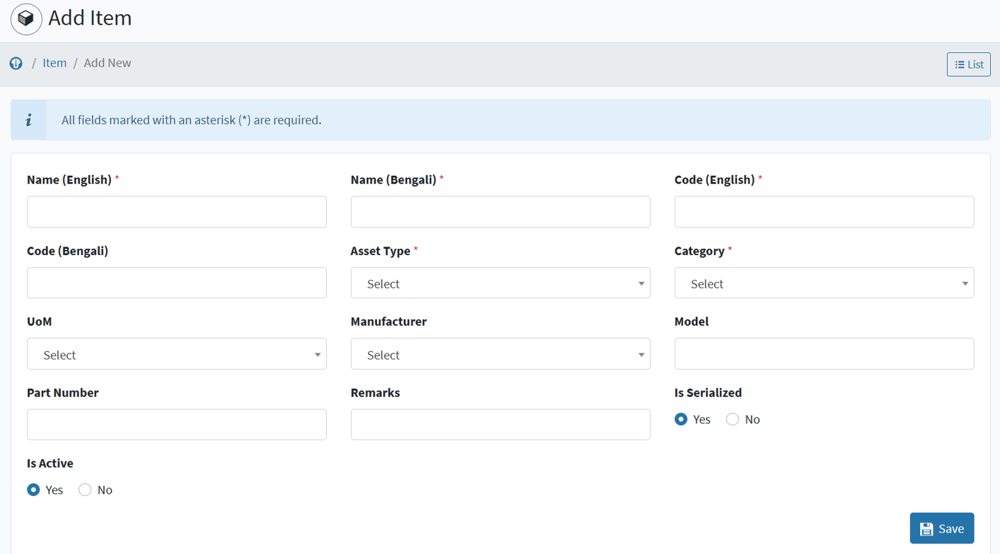 Add Item
/ Item / Add New
List
i All fields marked with an asterisk (*) are required.
Name (English) * Name (Bengali) * Code (English) *
Code (Bengali) Asset Type * Category *
Select Select
UoM Manufacturer Model
Select Select
Part Number Remarks Is Serialized
Yes No
Is Active
Yes No
Save